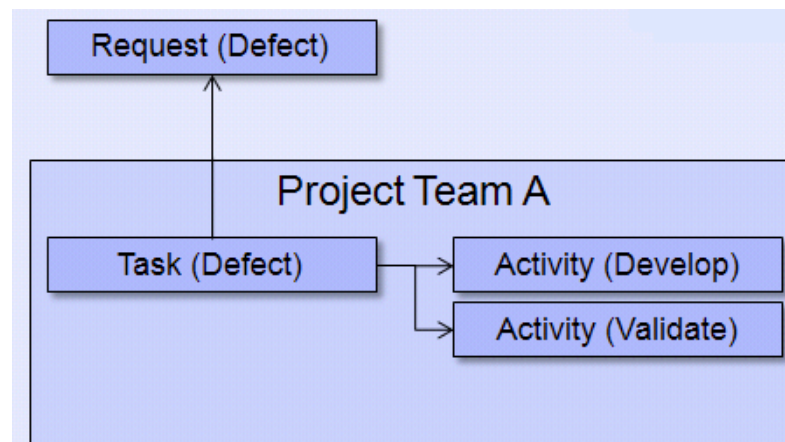 Request (Defect)
Project Team A
Task (Defect)
Activity (Develop)
Activity (Validate)